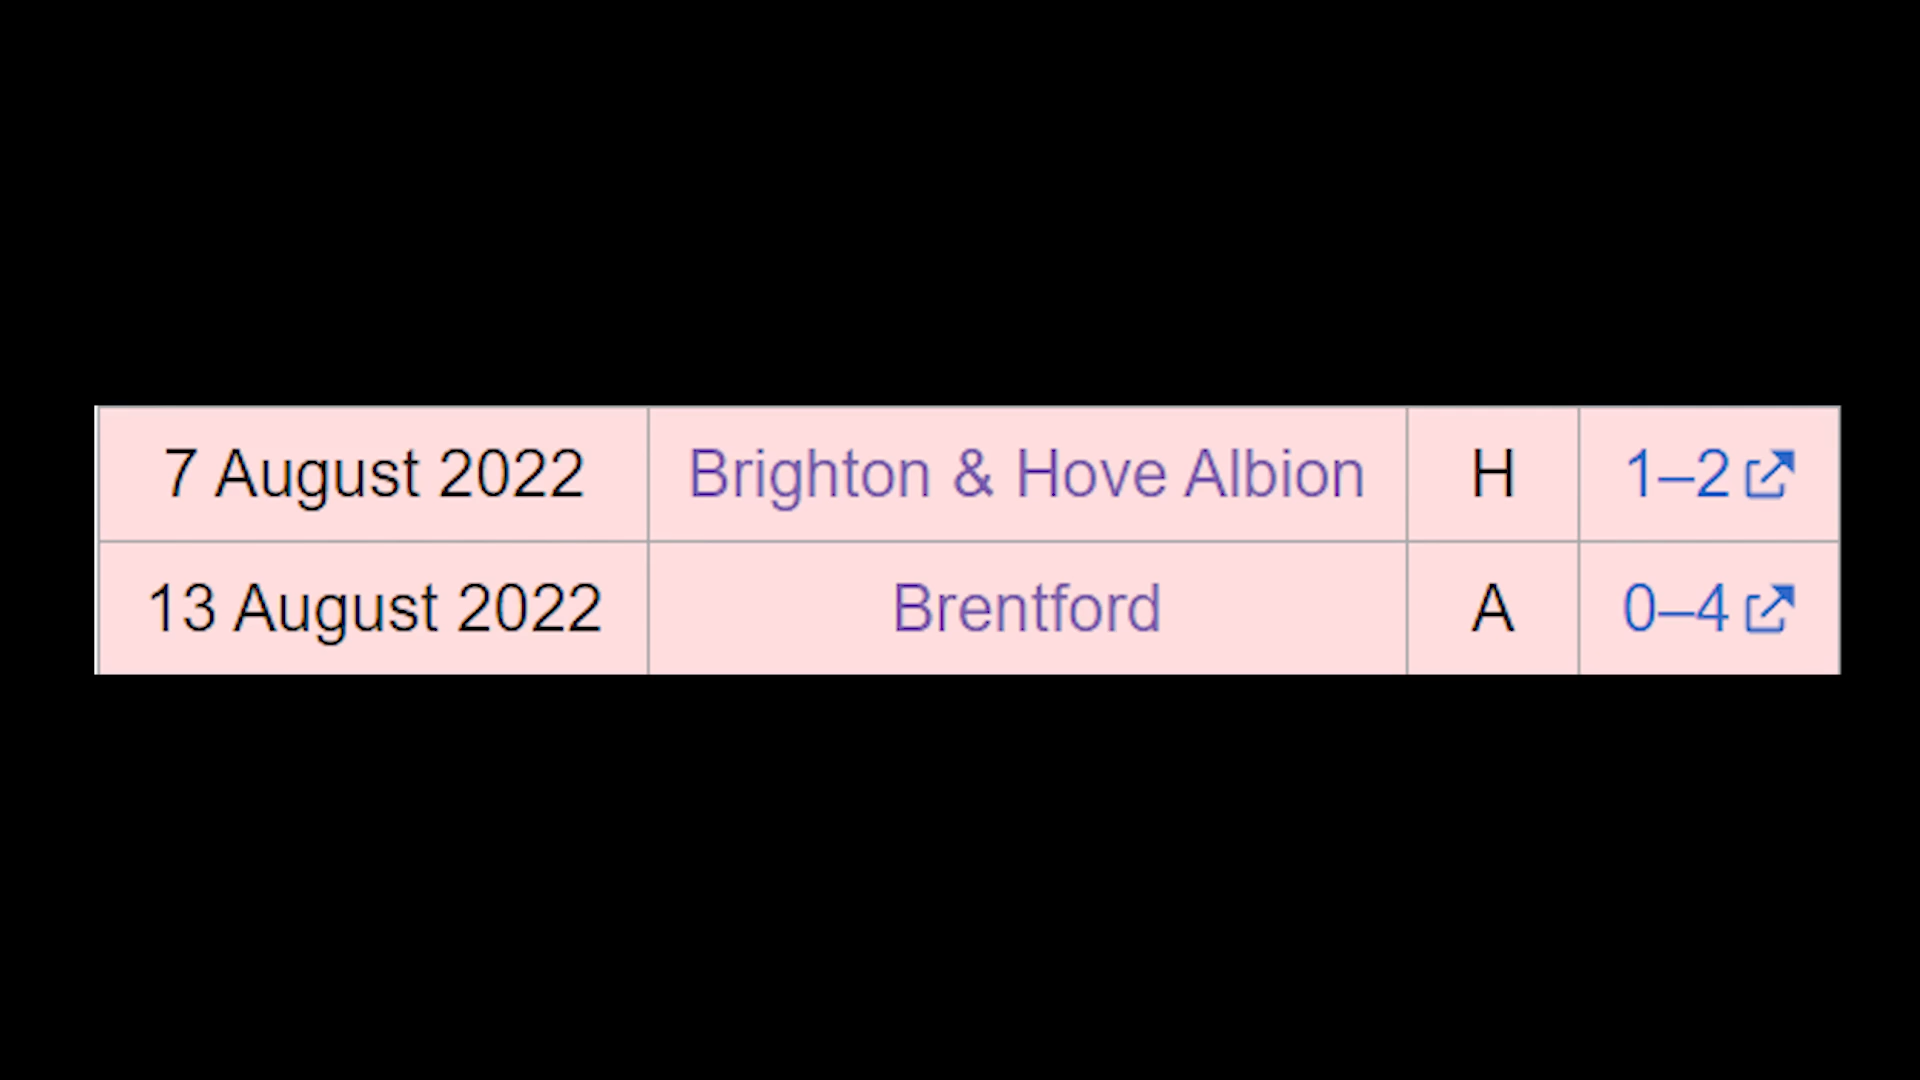 7 August 2022 Brighton & Hove Albion H 1–2
13 August 2022 Brentford A 0–4